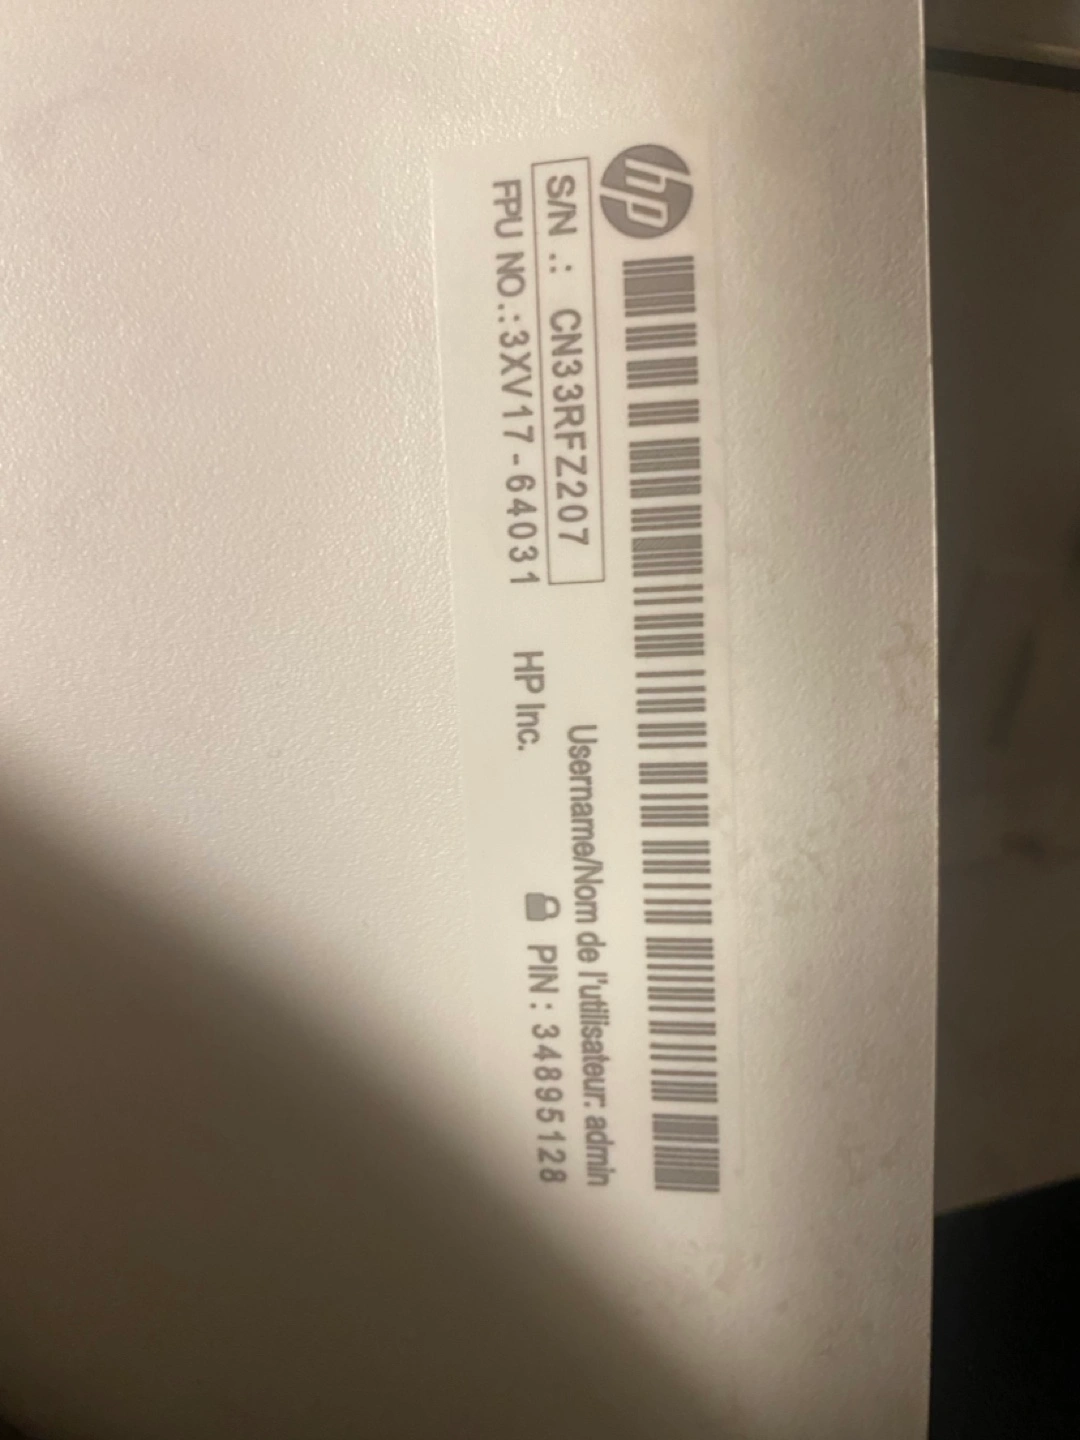 hp
S/N .: CN33RFZ207
Username/Nom de l'utilisateur: admin
FPU NO.:3XV17-64031 HP Inc. PIN: 34895128